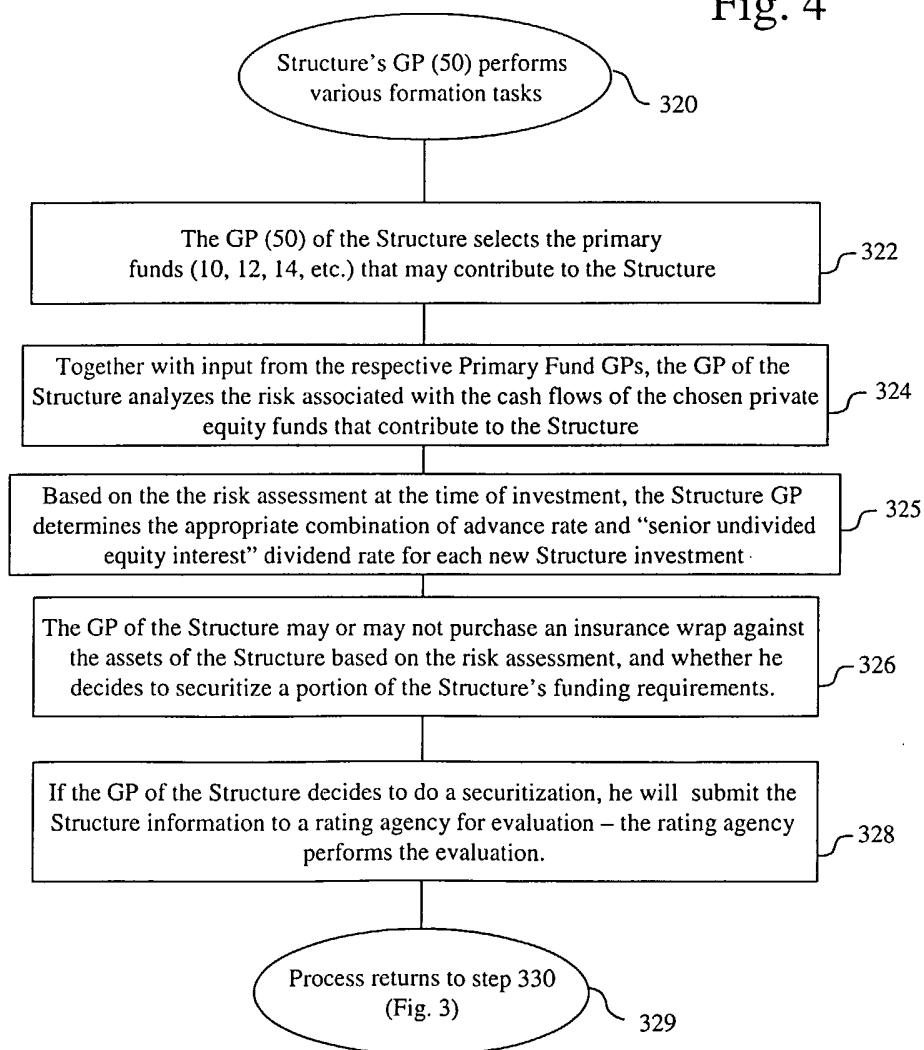 Fig. 4
Structure's GP (50) performs
various formation tasks
320
The GP (50) of the Structure selects the primary
funds (10, 12, 14, etc.) that may contribute to the Structure
322
Together with input from the respective Primary Fund GPs, the GP of the
Structure analyzes the risk associated with the cash flows of the chosen private
equity funds that contribute to the Structure
324
Based on the the risk assessment at the time of investment, the Structure GP
determines the appropriate combination of advance rate and “senior undivided
equity interest” dividend rate for each new Structure investment
325
The GP of the Structure may or may not purchase an insurance wrap against
the assets of the Structure based on the risk assessment, and whether he
decides to securitize a portion of the Structure's funding requirements.
326
If the GP of the Structure decides to do a securitization, he will submit the
Structure information to a rating agency for evaluation – the rating agency
performs the evaluation.
328
Process returns to step 330
(Fig. 3)
329